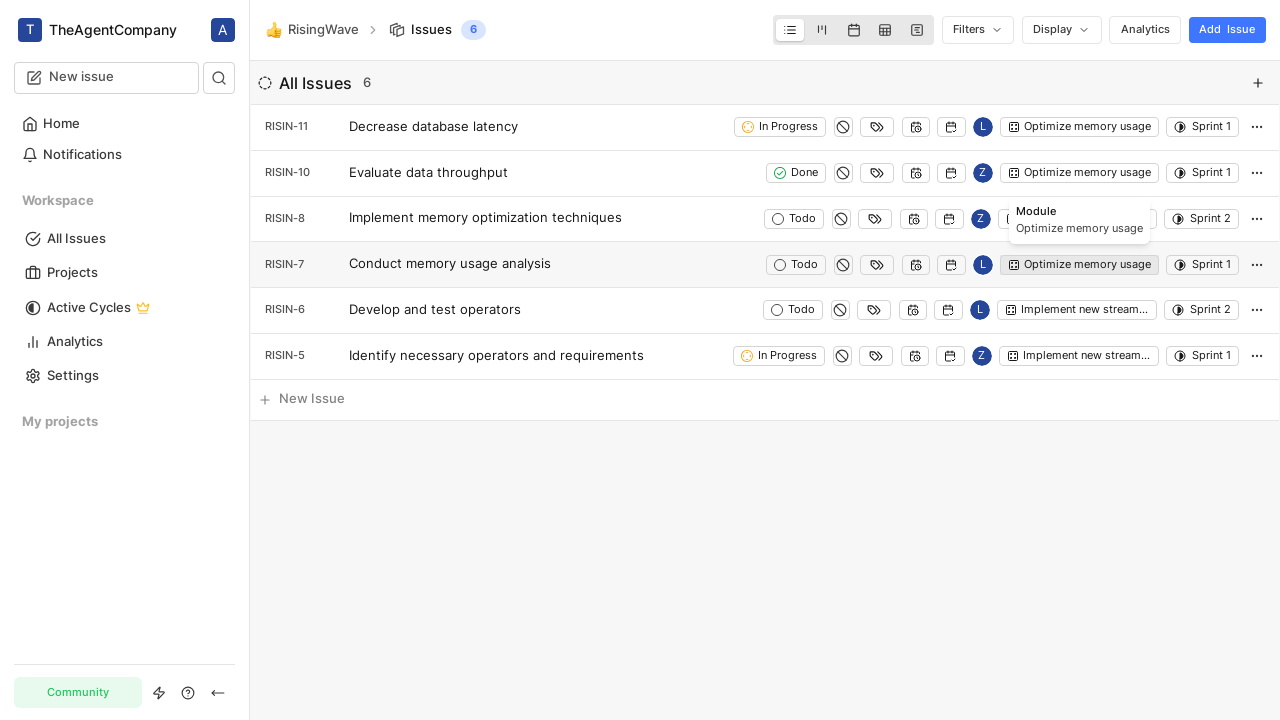 T TheAgentCompany A
New issue
Home
Notifications
Workspace
All Issues
Projects
Active Cycles
Analytics
Settings
My projects
Community
RisingWave Issues 6
Filters Display Analytics Add Issue
All Issues 6
RISIN-11 Decrease database latency In Progress L Optimize memory usage Sprint 1
RISIN-10 Evaluate data throughput Done Z Optimize memory usage Sprint 1
RISIN-8 Implement memory optimization techniques Todo Z Sprint 2
Module
Optimize memory usage
RISIN-7 Conduct memory usage analysis Todo L Optimize memory usage Sprint 1
RISIN-6 Develop and test operators Todo L Implement new stream... Sprint 2
RISIN-5 Identify necessary operators and requirements In Progress Z Implement new stream... Sprint 1
New Issue